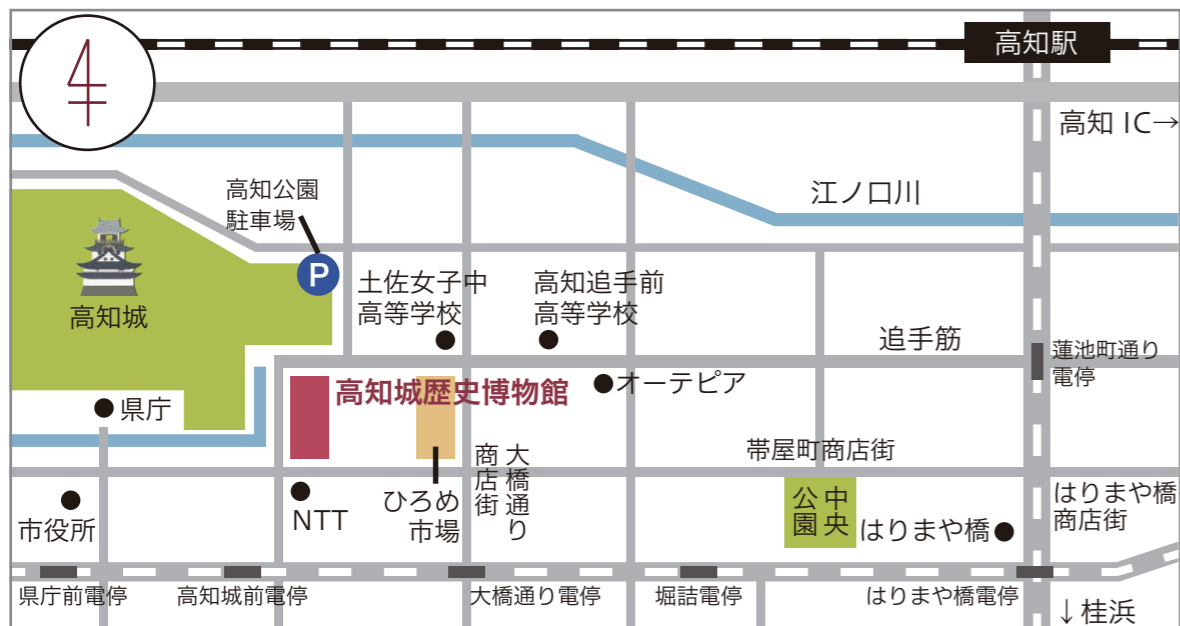 高知駅
高知 IC→
江ノ口川
高知公園
駐車場
P
高知城
土佐女子中
高等学校
高知追手前
高等学校
追手筋
蓮池町通り
電停
高知城歴史博物館
オーテピア
県庁
帯屋町商店街
大橋通り
商店街
市役所
NTT
ひろめ
市場
中央
公園
はりまや橋
はりまや橋
商店街
県庁前電停
高知城前電停
大橋通り電停
堀詰電停
はりまや橋電停
↓桂浜